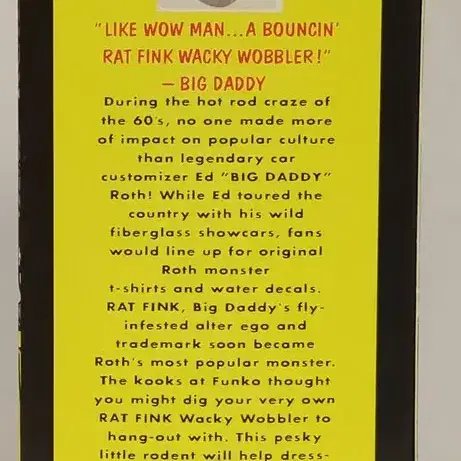 "LIKE WOW MAN...A BOUNCIN'
RAT FINK WACKY WOBBLER!"
– BIG DADDY
During the hot rod craze of
the 60's, no one made more
of impact on popular culture
than legendary car
customizer Ed "BIG DADDY"
Roth! While Ed toured the
country with his wild
fiberglass showcars, fans
would line up for original
Roth monster
t-shirts and water decals.
RAT FINK, Big Daddy's fly-
infested alter ego and
trademark soon became
Roth's most popular monster.
The kooks at Funko thought
you might dig your very own
RAT FINK Wacky Wobbler to
hang-out with. This pesky
little rodent will help dress-